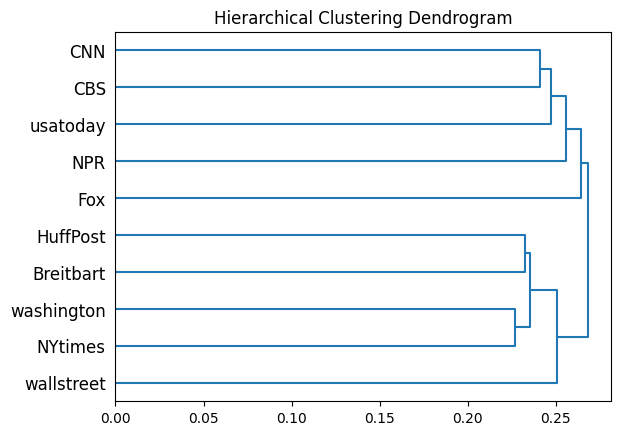 Hierarchical Clustering Dendrogram
CNN
CBS
usatoday
NPR
Fox
HuffPost
Breitbart
washington
NYtimes
wallstreet
0.00 0.05 0.10 0.15 0.20 0.25